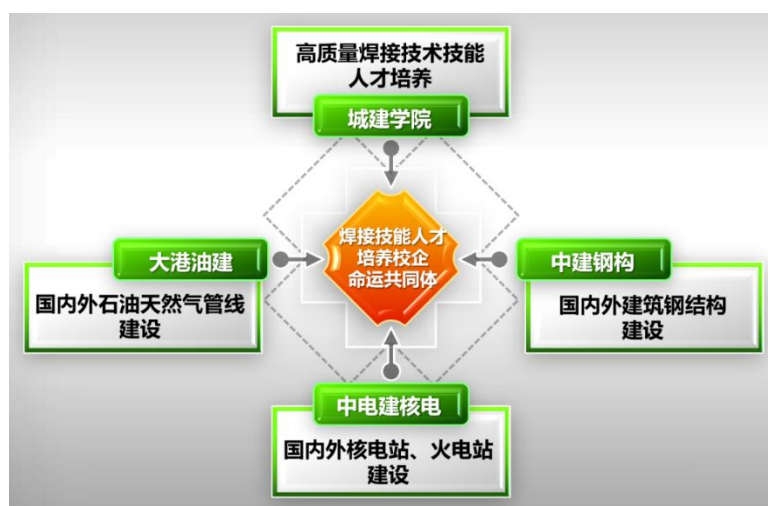 高质量焊接技术技能
人才培养
城建学院
焊接技能人才
培养校企
命运共同体
大港油建
国内外石油天然气管线
建设
中建钢构
国内外建筑钢结构
建设
中电建核电
国内外核电站、火电站
建设